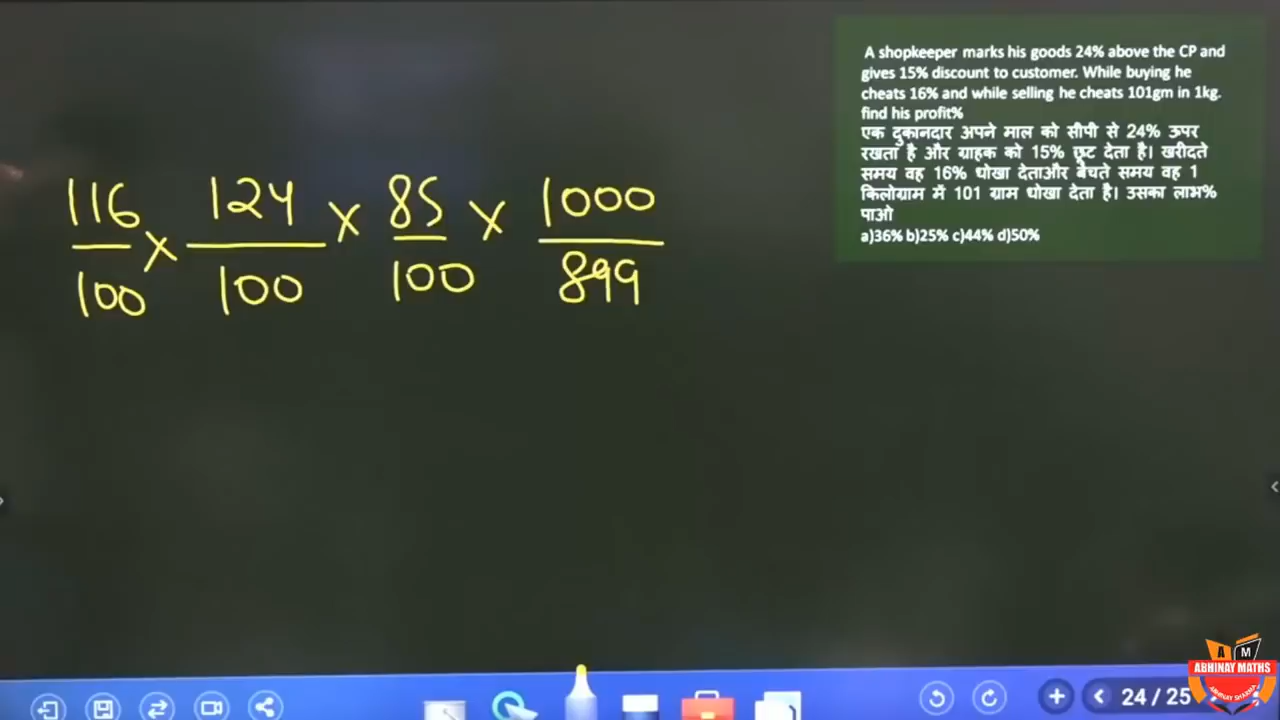 A shopkeeper marks his goods 24% above the CP and
gives 15% discount to customer. While buying he
cheats 16% and while selling he cheats 101gm in 1kg.
find his profit%
एक दुकानदार अपने माल को सीपी से 24% ऊपर
रखता है और ग्राहक को 15% छूट देता है। खरीदते
समय वह 16% धोखा देताऔर बेचते समय वह 1
किलोग्राम में 101 ग्राम धोखा देता है। उसका लाभ%
पाओ
a)36% b)25% c)44% d)50%
116/100 × 124/100 × 85/100 × 1000/899
24 / 25
A M
ABHINAY MATHS
ABHINAY SHARMA